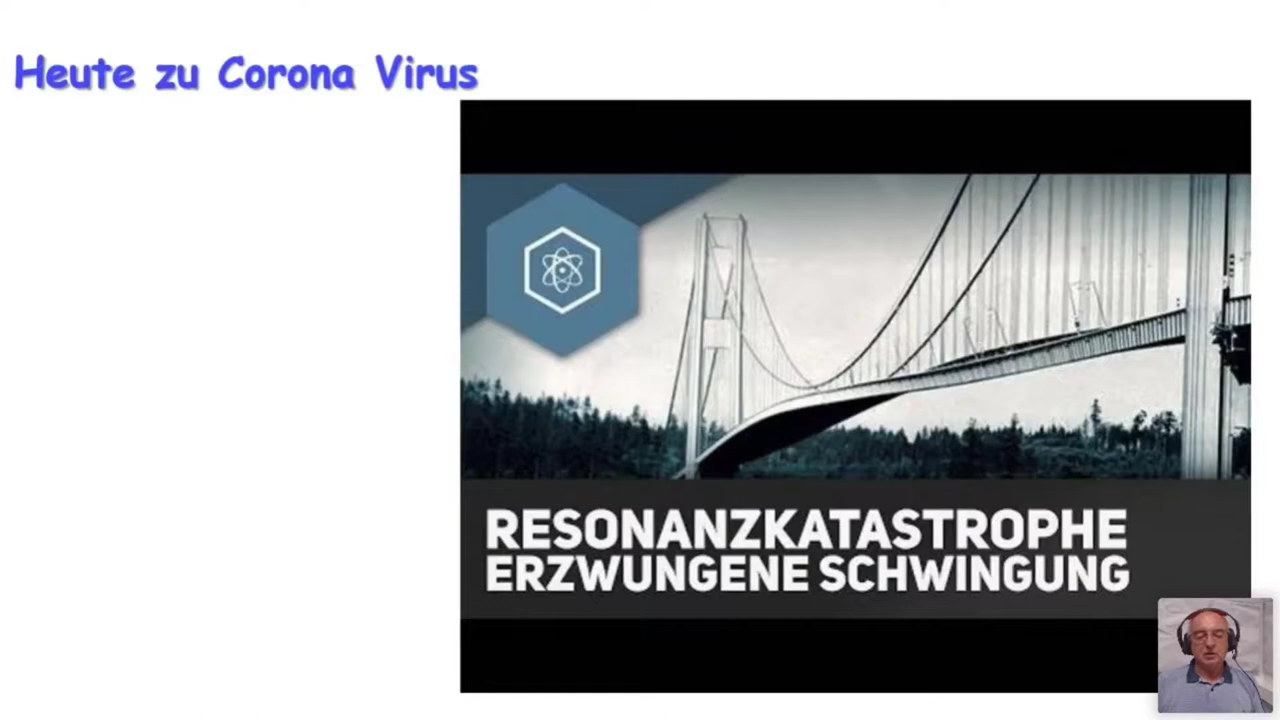 Heute zu Corona Virus
RESONANZKATASTROPHE
ERZWUNGENE SCHWINGUNG